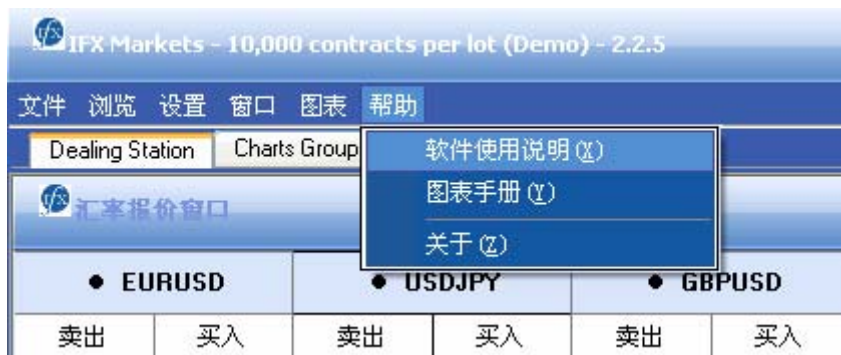 IFX Markets - 10,000 contracts per lot (Demo) - 2.2.5
文件 浏览 设置 窗口 图表 帮助
Dealing Station Charts Group
软件使用说明(X)
图表手册(Y)
关于(Z)
ifx 汇率报价窗口
EURUSD USDJPY GBPUSD
卖出 买入 卖出 买入 卖出 买入